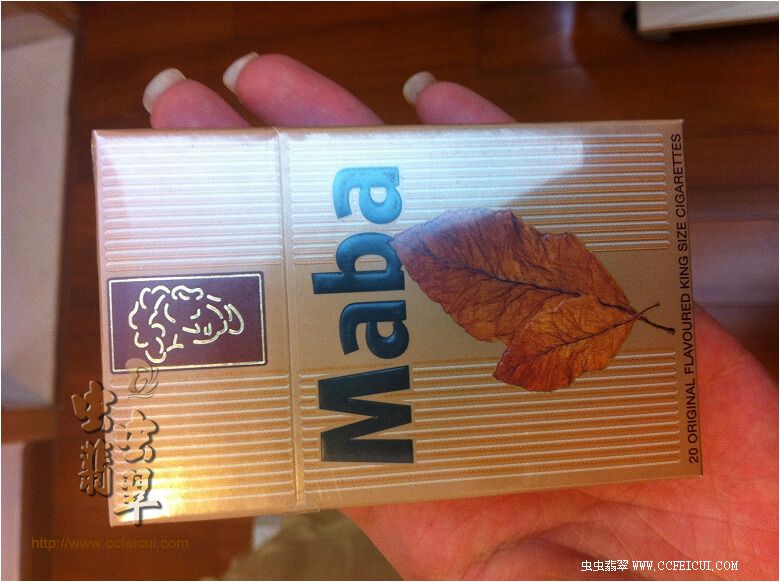 Maba
20 ORIGINAL FLAVOURED KING SIZE CIGARETTES
虫虫翡翠
http://www.ccfeicui.com
虫虫翡翠 WWW.CCFEICUI.COM